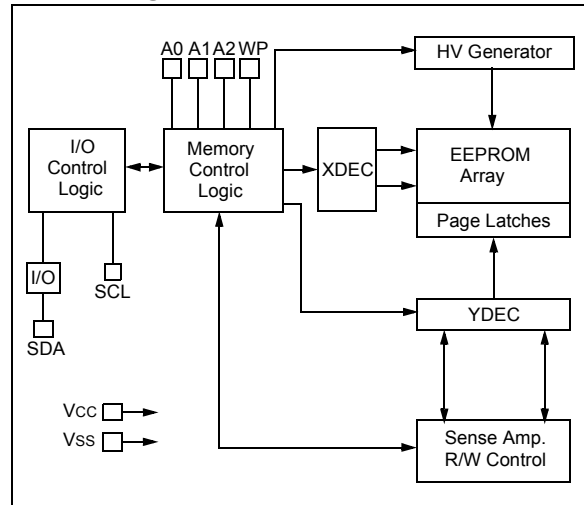 A0 A1 A2 WP
HV Generator
I/O
Control
Logic
Memory
Control
Logic
XDEC
EEPROM
Array
Page Latches
I/O
SCL
SDA
YDEC
Vcc
Vss
Sense Amp.
R/W Control